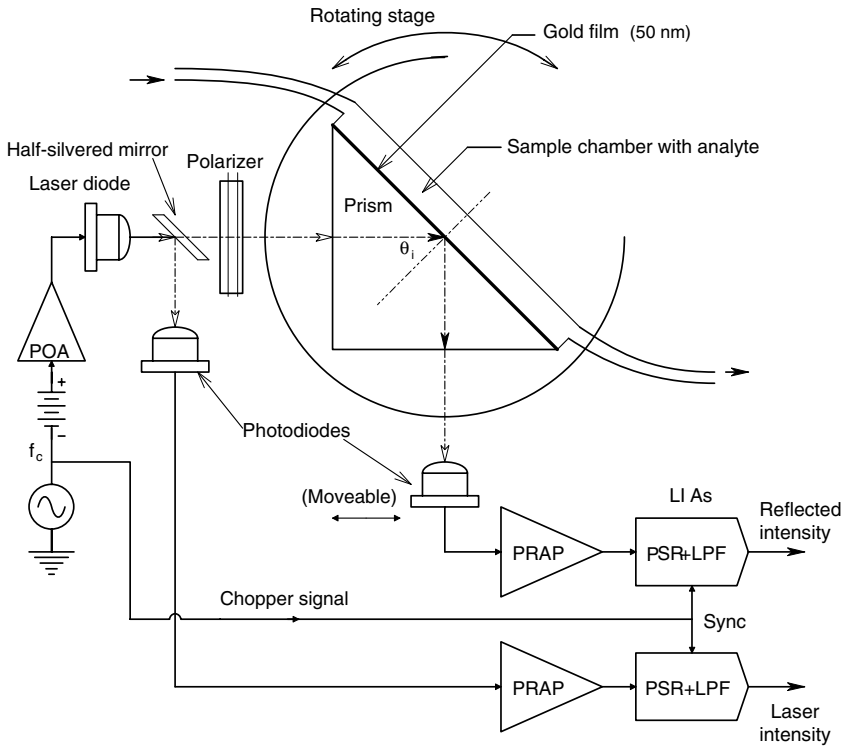 Rotating stage
Gold film (50 nm)
Half-silvered mirror
Polarizer
Sample chamber with analyte
Laser diode
Prism
θi
POA
+
−
Photodiodes
fc
(Moveable)
LI As
Reflected
intensity
PRAP
PSR+LPF
Chopper signal
Sync
PRAP
PSR+LPF
Laser
intensity